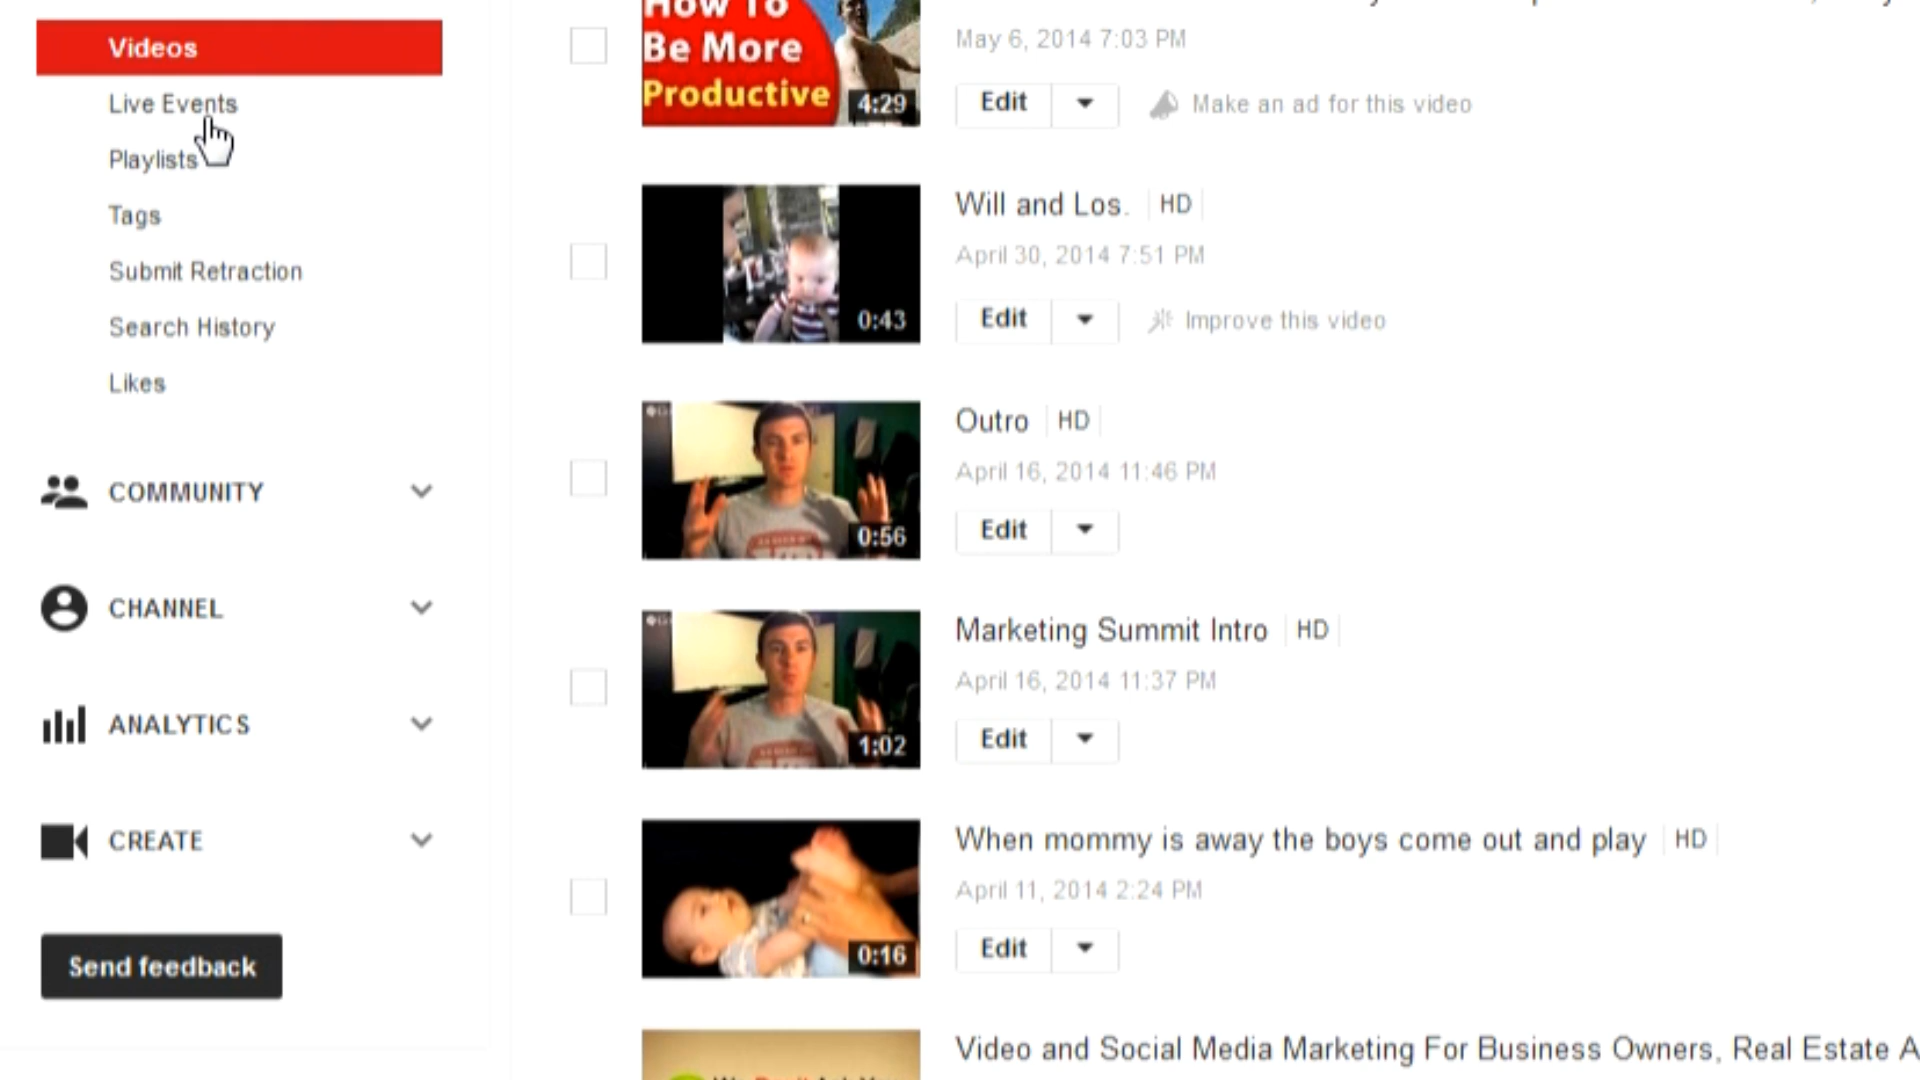 Videos
Live Events
Playlists
Tags
Submit Retraction
Search History
Likes
COMMUNITY
CHANNEL
ANALYTICS
CREATE
Send feedback
How To
Be More
Productive
4:29
May 6, 2014 7:03 PM
Edit
Make an ad for this video
0:43
Will and Los. HD
April 30, 2014 7:51 PM
Edit
Improve this video
0:56
Outro HD
April 16, 2014 11:46 PM
Edit
1:02
Marketing Summit Intro HD
April 16, 2014 11:37 PM
Edit
0:16
When mommy is away the boys come out and play HD
April 11, 2014 2:24 PM
Edit
Video and Social Media Marketing For Business Owners, Real Estate A